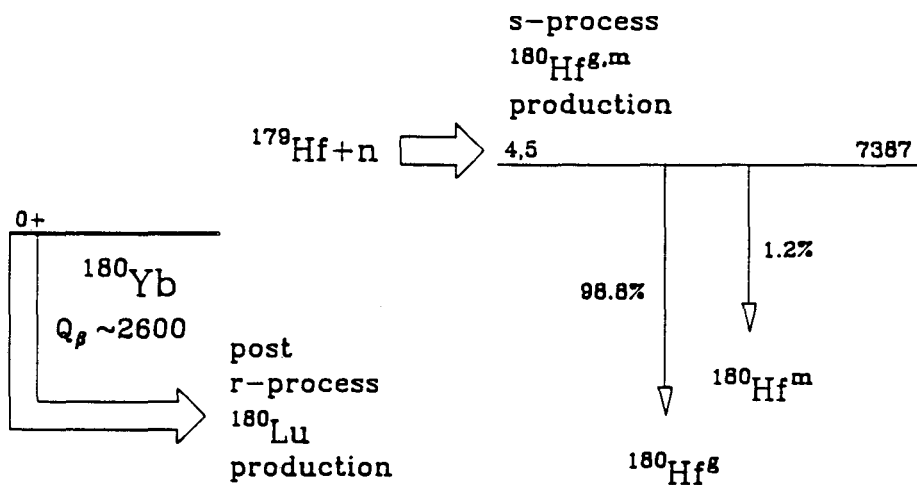 s-process
¹⁸⁰Hfᵍ,ᵐ
production
¹⁷⁹Hf+n
4,5
7387
0+
1.2%
¹⁸⁰Yb
98.8%
Qᵦ ~2600
post
r-process
¹⁸⁰Lu
production
¹⁸⁰Hfᵐ
¹⁸⁰Hfᵍ